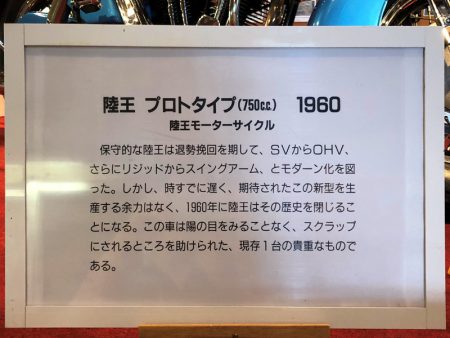 陸王 プロトタイプ(750c.c.) 1960
陸王モーターサイクル
保守的な陸王は退勢挽回を期して、SVからOHV、
さらにリジッドからスイングアーム、とモダーン化を図
った。しかし、時すでに遅く、期待されたこの新型を生
産する余力はなく、1960年に陸王はその歴史を閉じるこ
とになる。この車は陽の目をみることなく、スクラップ
にされるところを助けられた、現存1台の貴重なもので
ある。